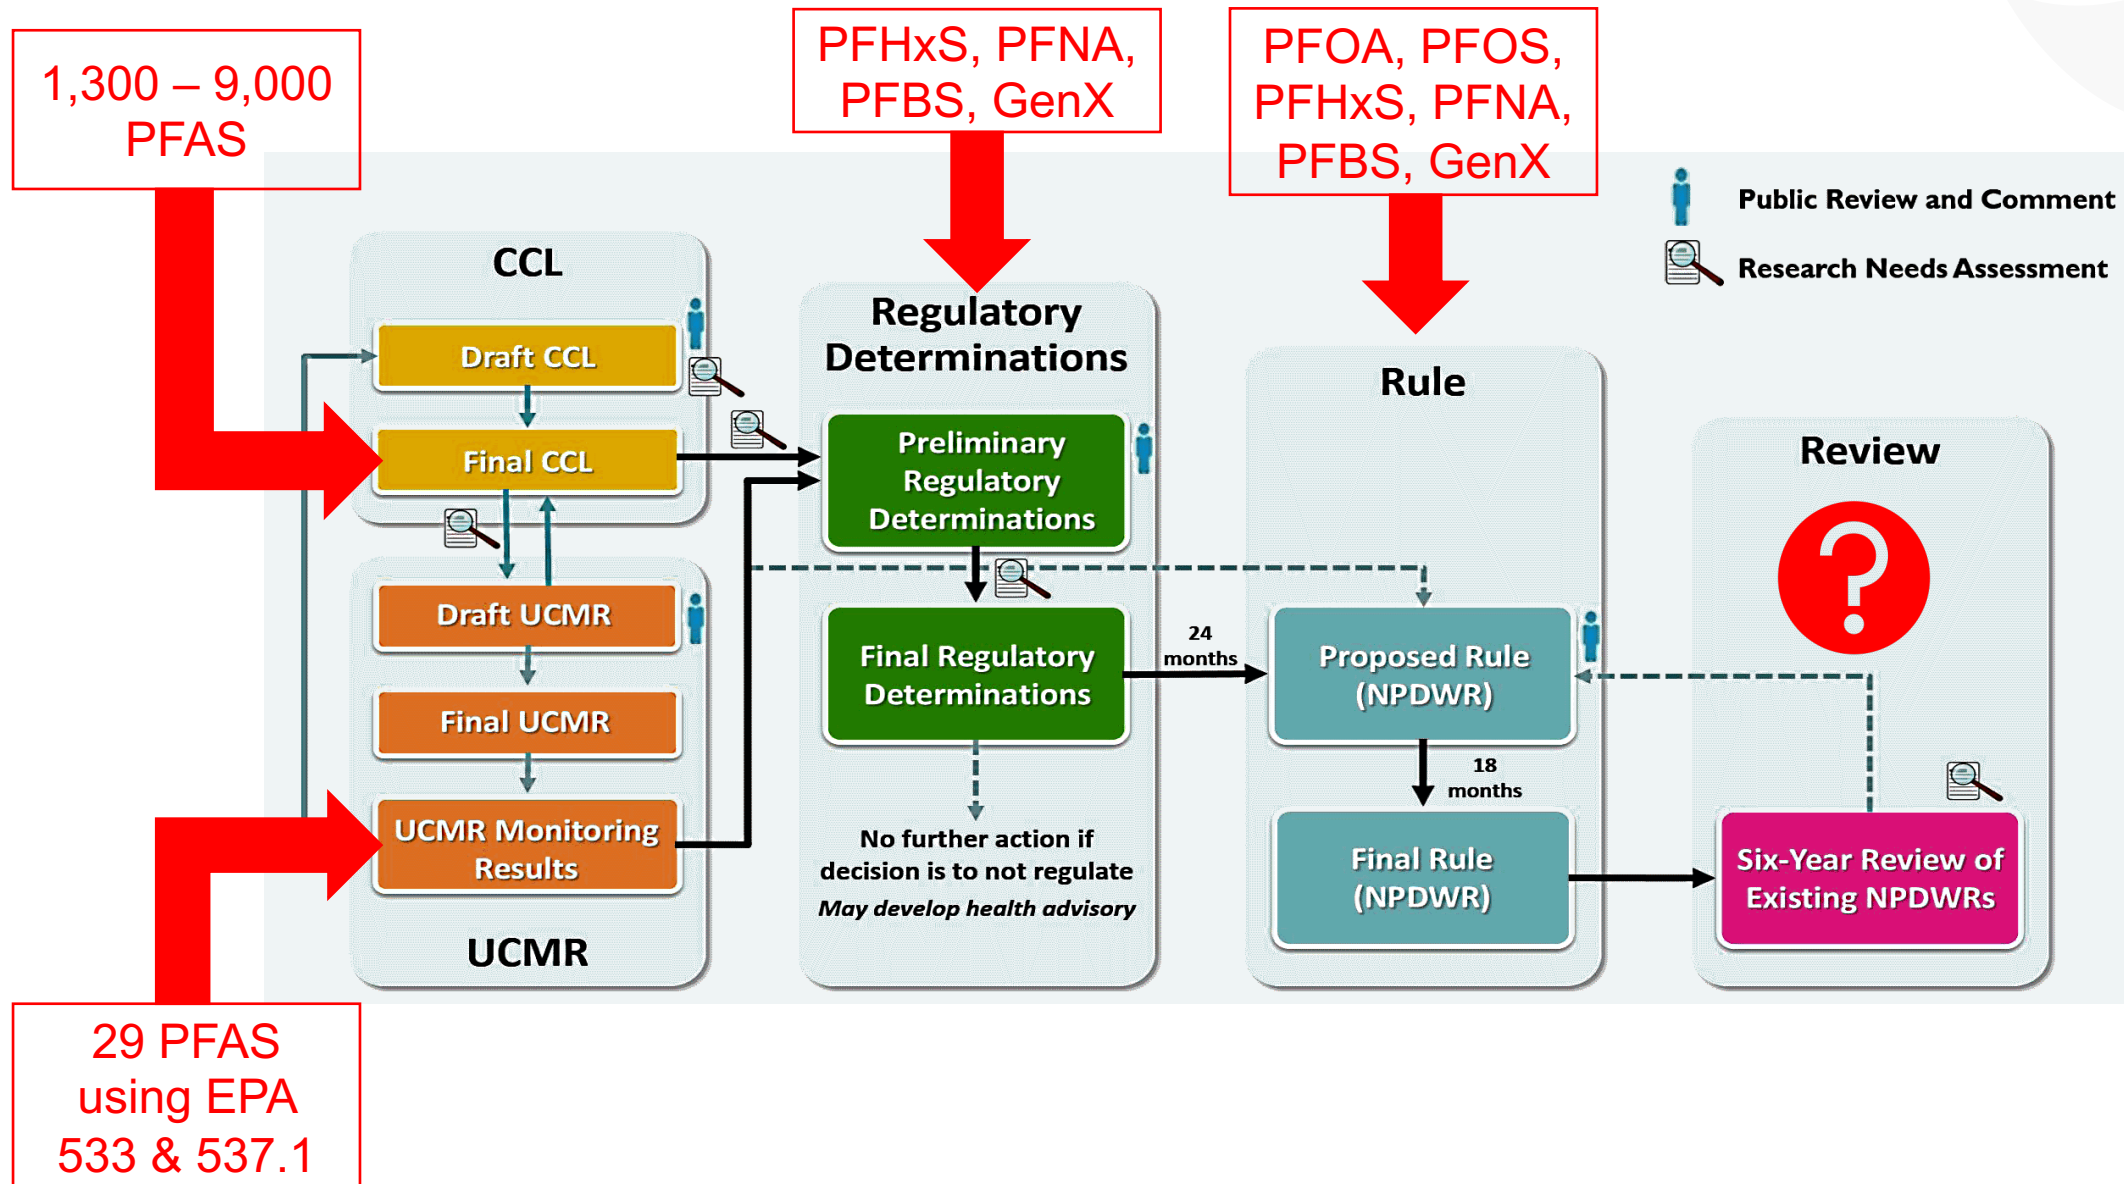 1,300 – 9,000
PFAS
PFHxS, PFNA,
PFBS, GenX
PFOA, PFOS,
PFHxS, PFNA,
PFBS, GenX
Public Review and Comment
Research Needs Assessment
CCL
Draft CCL
Final CCL
Draft UCMR
Final UCMR
UCMR Monitoring
Results
UCMR
29 PFAS
using EPA
533 & 537.1
Regulatory
Determinations
Preliminary
Regulatory
Determinations
Final Regulatory
Determinations
No further action if
decision is to not regulate
May develop health advisory
24
months
Rule
Proposed Rule
(NPDWR)
18
months
Final Rule
(NPDWR)
Review
?
Six-Year Review of
Existing NPDWRs